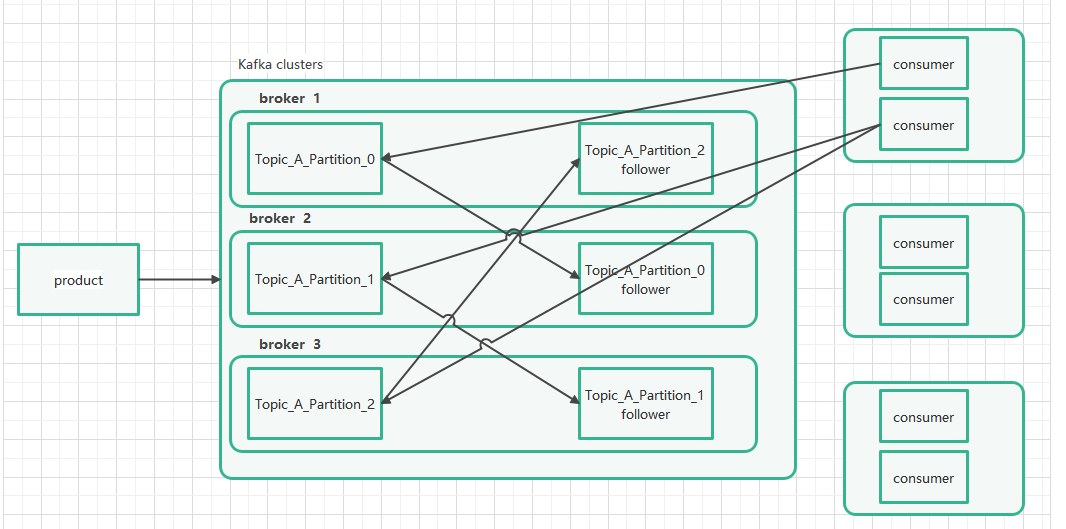 Kafka clusters
broker 1
Topic_A_Partition_0
Topic_A_Partition_2
follower
broker 2
Topic_A_Partition_1
Topic_A_Partition_0
follower
broker 3
Topic_A_Partition_2
Topic_A_Partition_1
follower
product
consumer
consumer
consumer
consumer
consumer
consumer